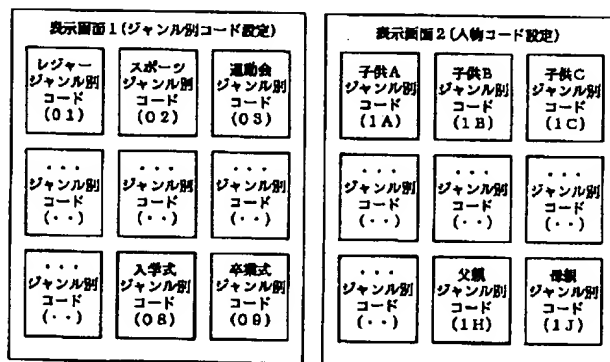 表示画面1(ジャンル別コード設定)
レジャー
ジャンル別
コード
(01)
スポーツ
ジャンル別
コード
(02)
運動会
ジャンル別
コード
(03)
・・・
ジャンル別
コード
(・・)
・・・
ジャンル別
コード
(・・)
・・・
ジャンル別
コード
(・・)
・・・
ジャンル別
コード
(・・)
入学式
ジャンル別
コード
(08)
卒業式
ジャンル別
コード
(09)
表示画面2(人物コード設定)
子供A
ジャンル別
コード
(1A)
子供B
ジャンル別
コード
(1B)
子供C
ジャンル別
コード
(1C)
・・・
ジャンル別
コード
(・・)
・・・
ジャンル別
コード
(・・)
・・・
ジャンル別
コード
(・・)
・・・
ジャンル別
コード
(・・)
父親
ジャンル別
コード
(1H)
母親
ジャンル別
コード
(1J)